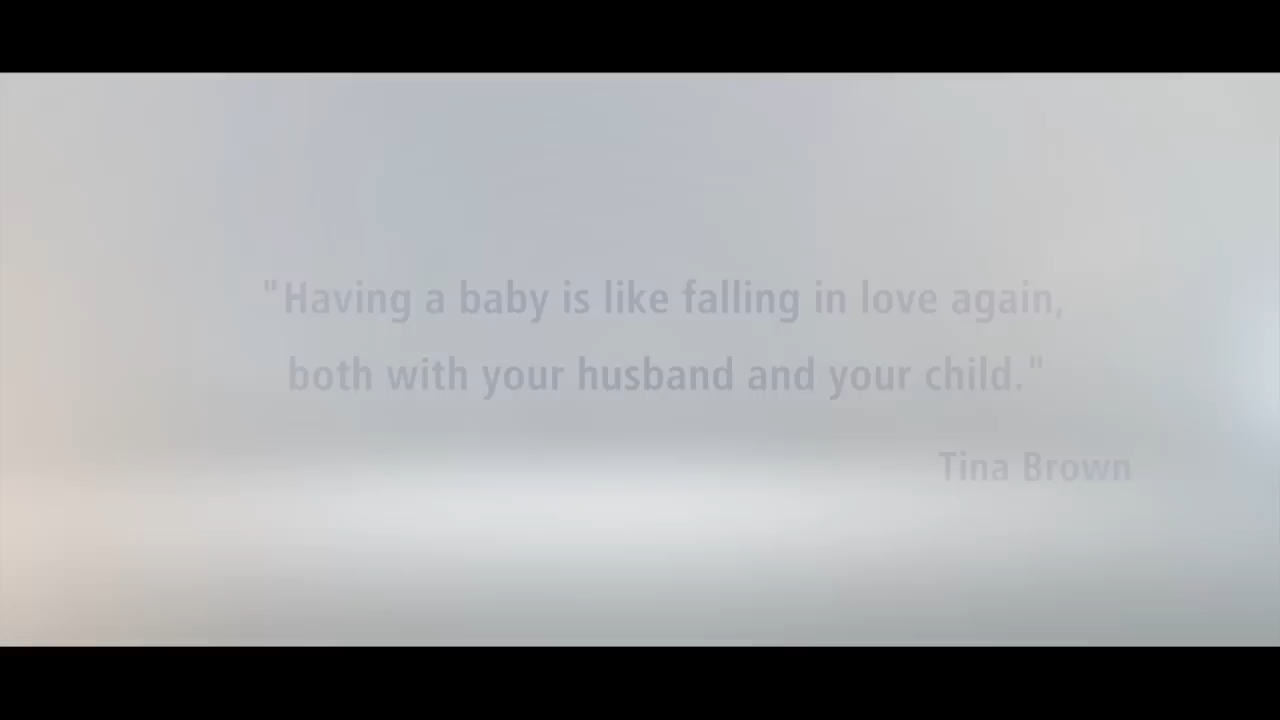 "Having a baby is like falling in love again,
both with your husband and your child."
Tina Brown